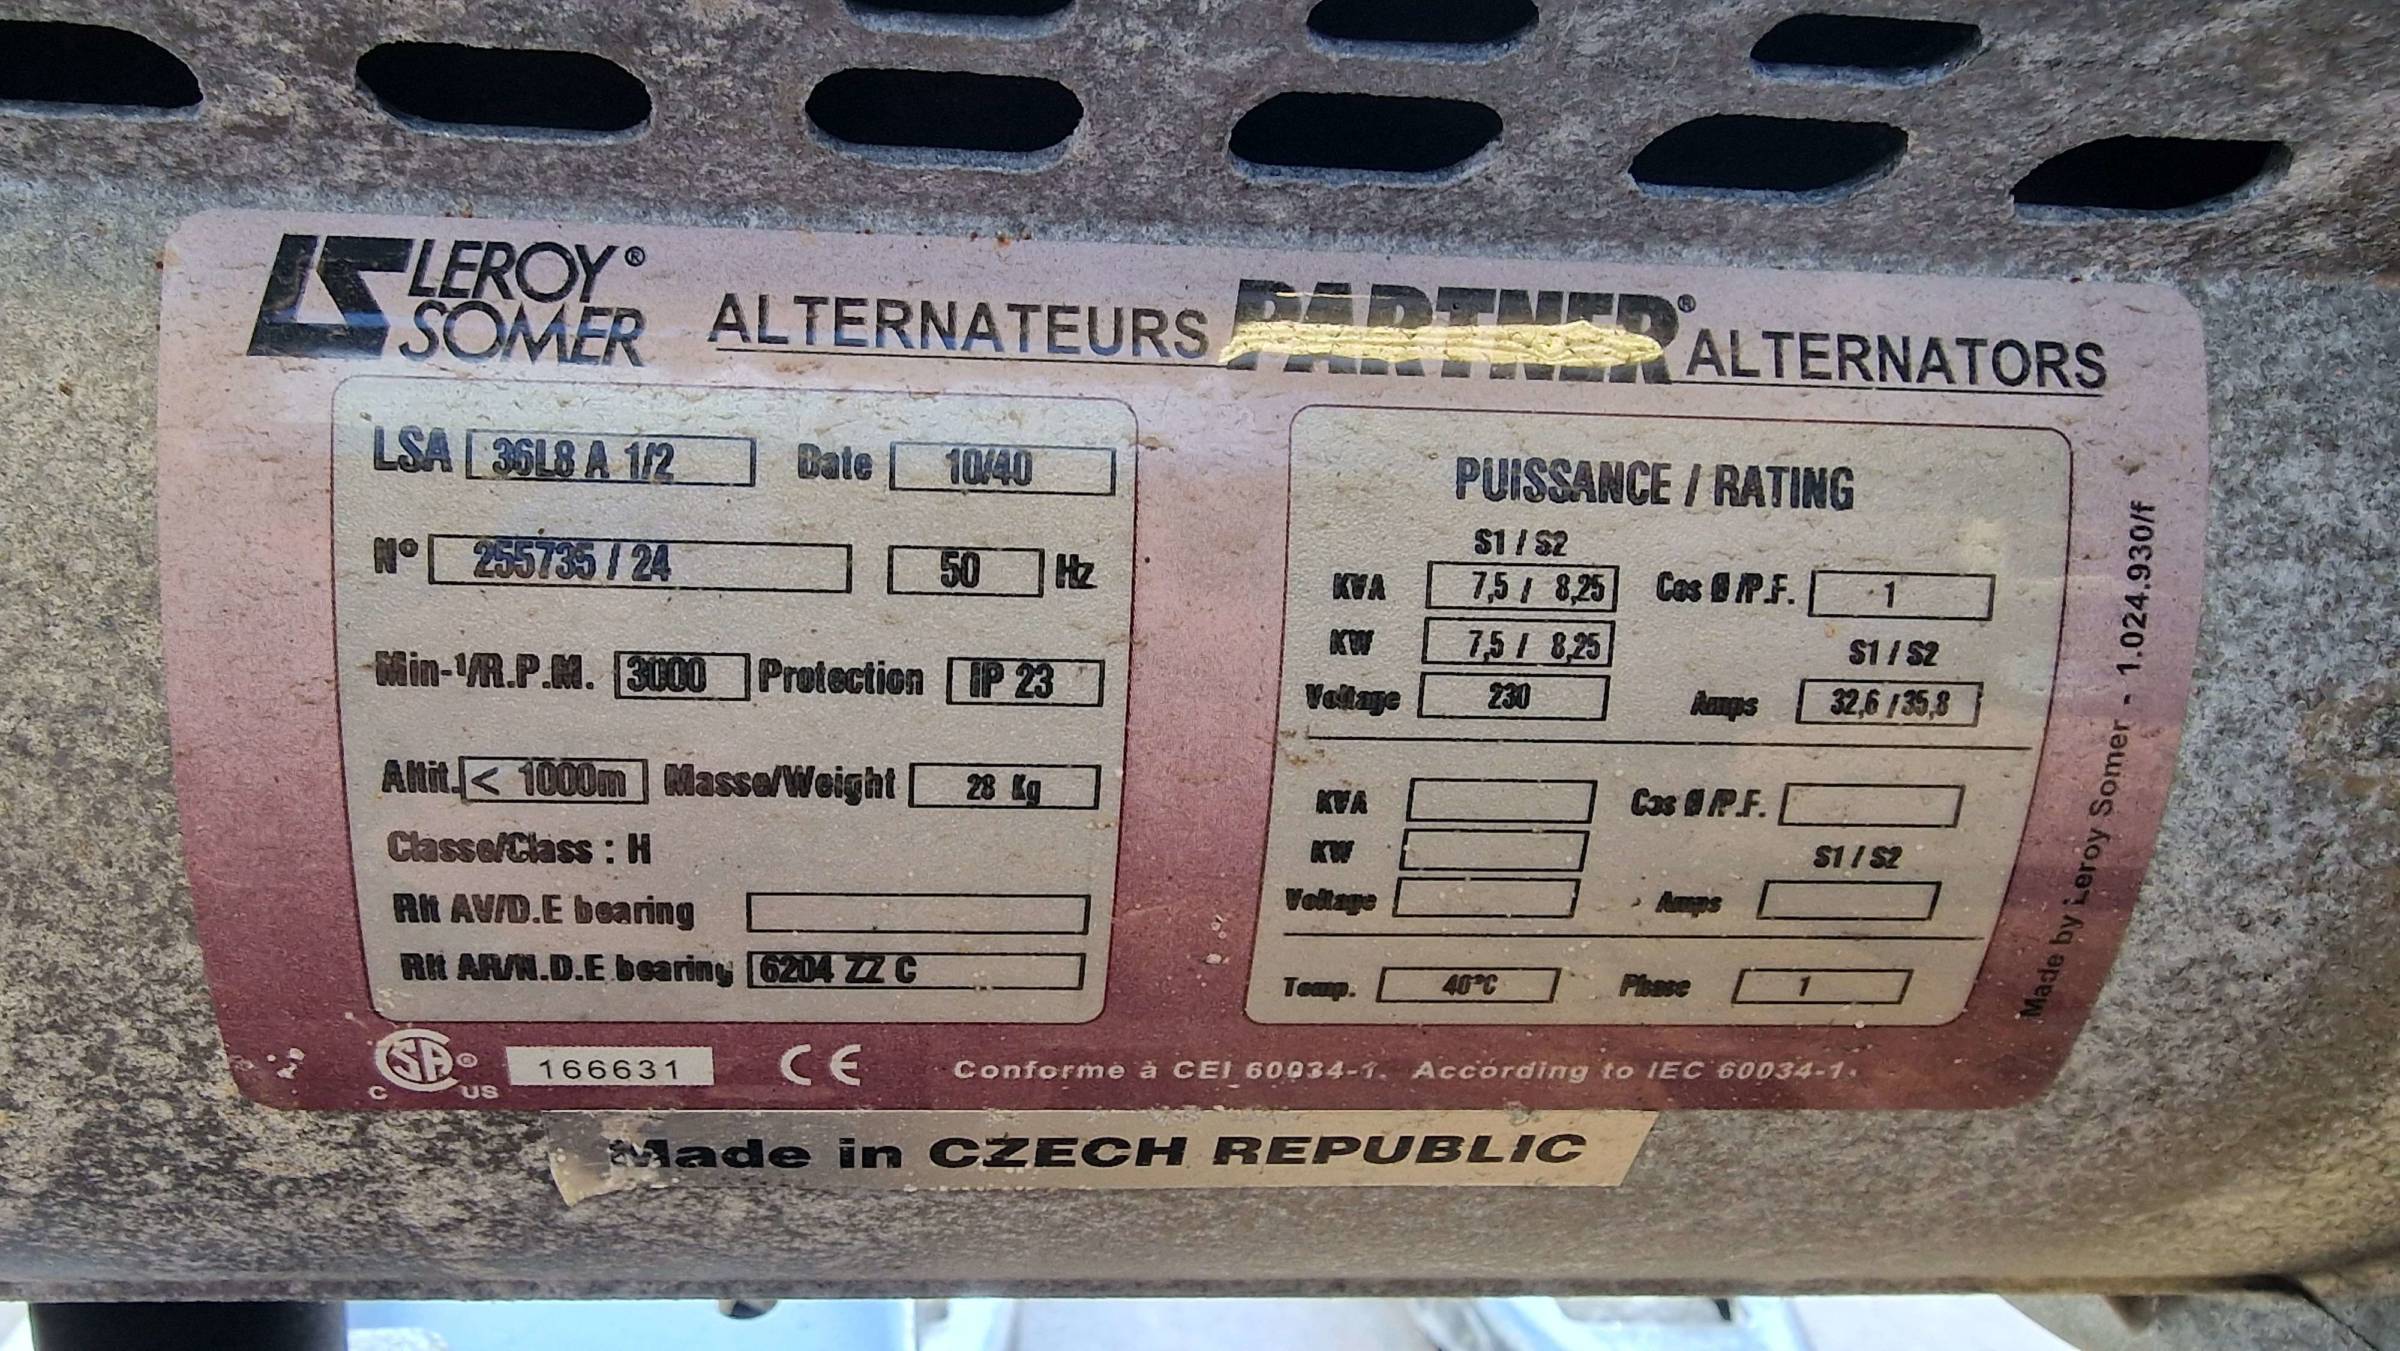 LEROY® SOMER ALTERNATEURS PARTNER® ALTERNATORS
LSA 36L8 A 1/2 Date 10/40
N° 255735 / 24 50 Hz
Min-¹/R.P.M. 3000 Protection IP 23
Altit. < 1000m Masse/Weight 28 Kg
Classe/Class : H
Rlt AV/D.E bearing
Rlt AR/N.D.E bearing 6204 ZZ C
PUISSANCE / RATING
S1 / S2
KVA 7,5 / 8,25 Cos Ø /P.F. 1
KW 7,5 / 8,25 S1 / S2
Voltage 230 Amps 32,6 / 35,8
KVA Cos Ø /P.F.
KW S1 / S2
Voltage Amps
Temp. 40°C Phase 1
Made by Leroy Somer - 1.024.930/f
C SA® US 166631 CE Conforme à CEI 60034-1. According to IEC 60034-1.
Made in CZECH REPUBLIC